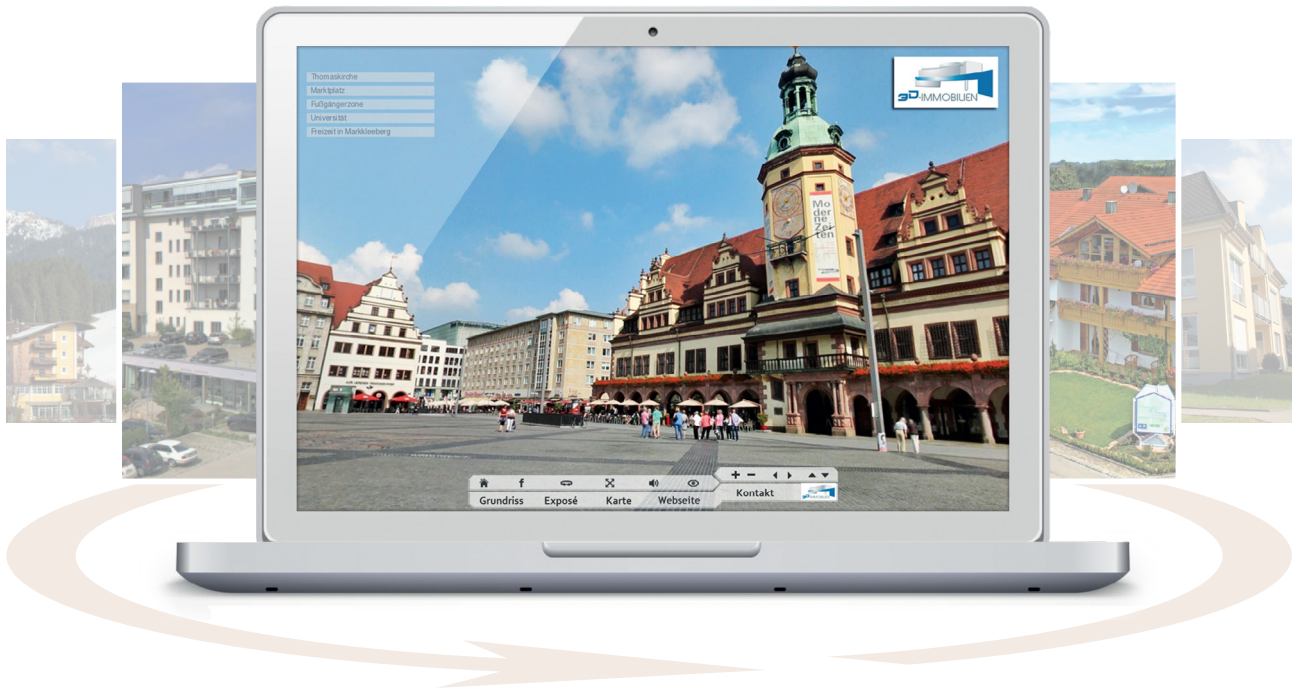 Thomaskirche
Marktplatz
Fußgängerzone
Universität
Freizeit in Markkleeberg
3D-IMMOBILIEN
Mo
der
ne
Zei
ten
Grundriss Exposé Karte Webseite
Kontakt